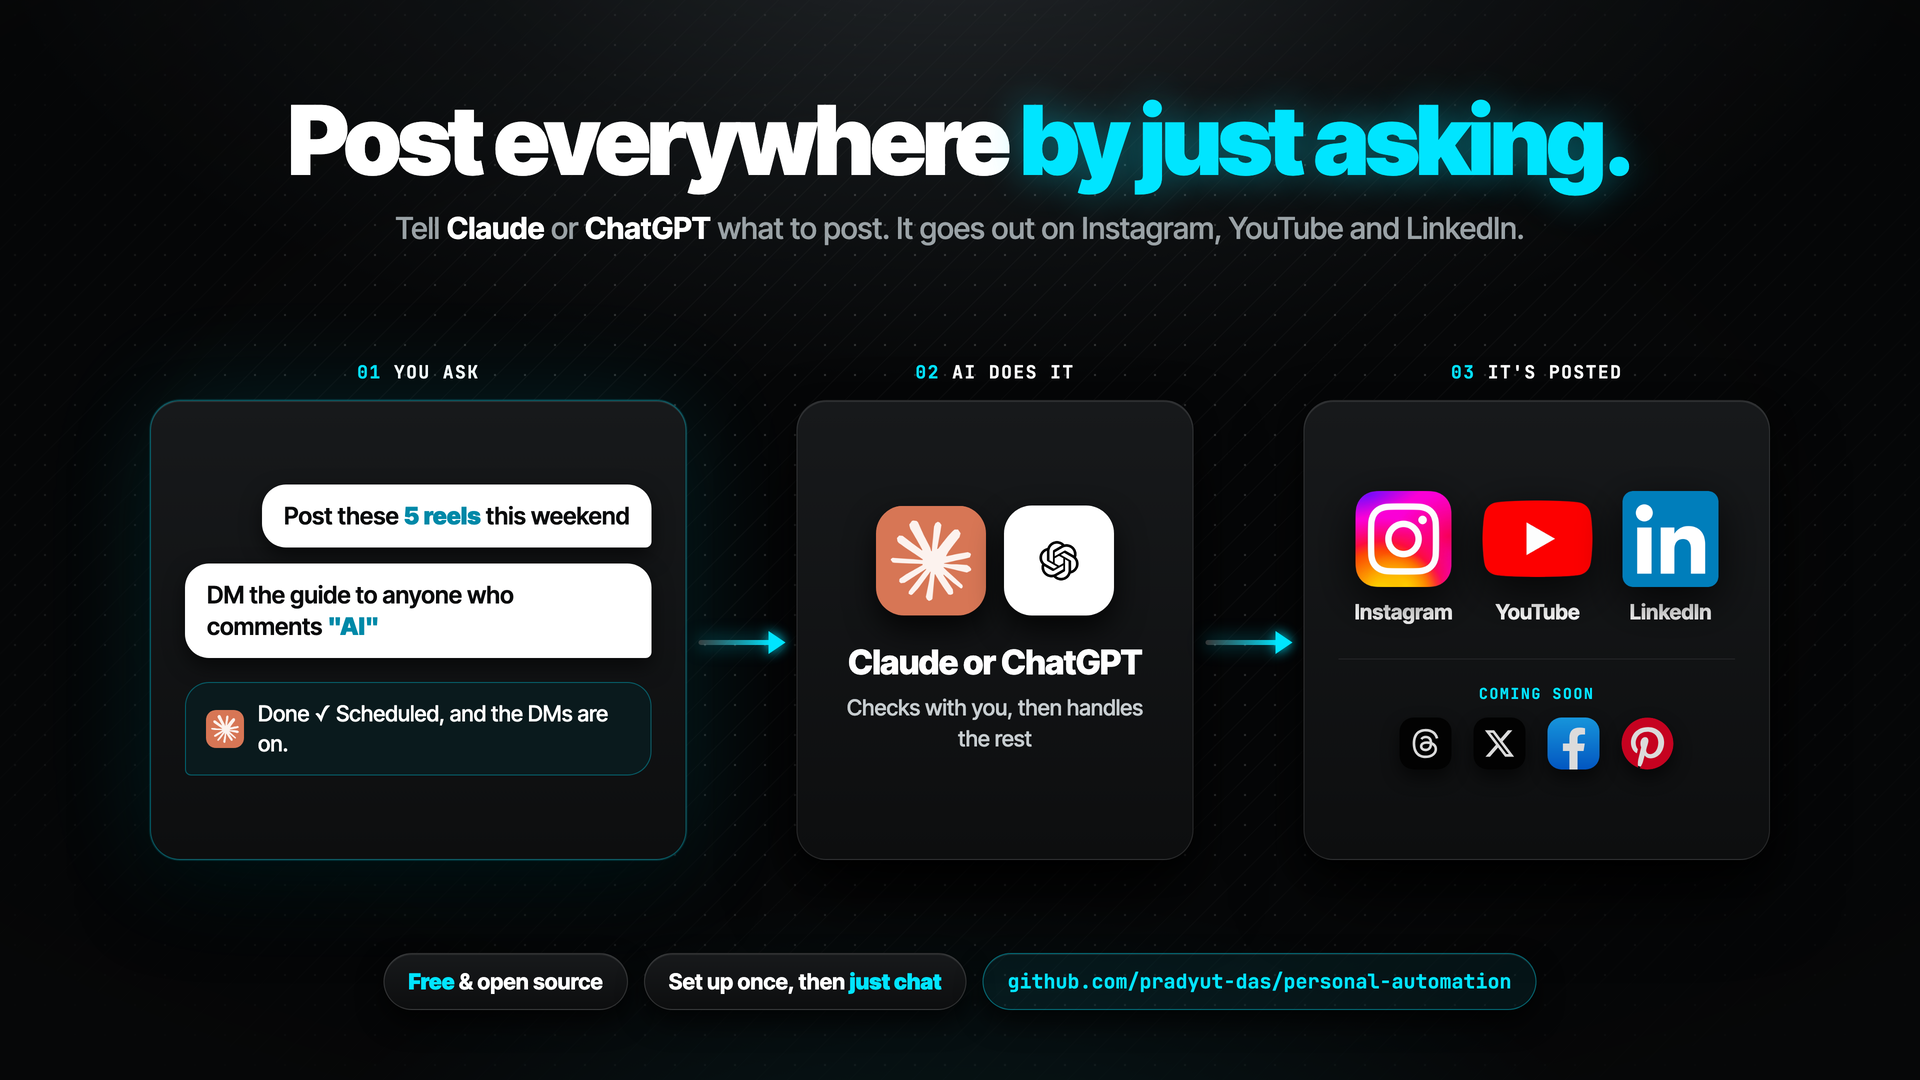 Post everywhere by just asking.
Tell Claude or ChatGPT what to post. It goes out on Instagram, YouTube and LinkedIn.
01 YOU ASK
Post these 5 reels this weekend
DM the guide to anyone who
comments "AI"
Done ✓ Scheduled, and the DMs are
on.
02 AI DOES IT
Claude or ChatGPT
Checks with you, then handles
the rest
03 IT'S POSTED
Instagram YouTube LinkedIn
COMING SOON
Free & open source
Set up once, then just chat
github.com/pradyut-das/personal-automation